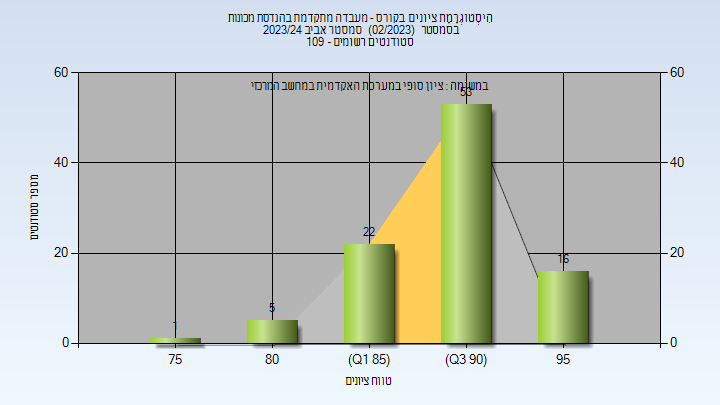 היסטוגרמת ציונים בקורס - מעבדה מתקדמת בהנדסת מכונות
בסמסטר (02/2023) סמסטר אביב 2023/24
סטודנטים רשומים - 109
במשימה : ציון סופי במערכת האקדמית במחשב המרכזי
60
60
53
40
40
מספר סטודנטים
22
20
20
16
5
1
0
0
75
80
(Q1 85)
(Q3 90)
95
טווח ציונים